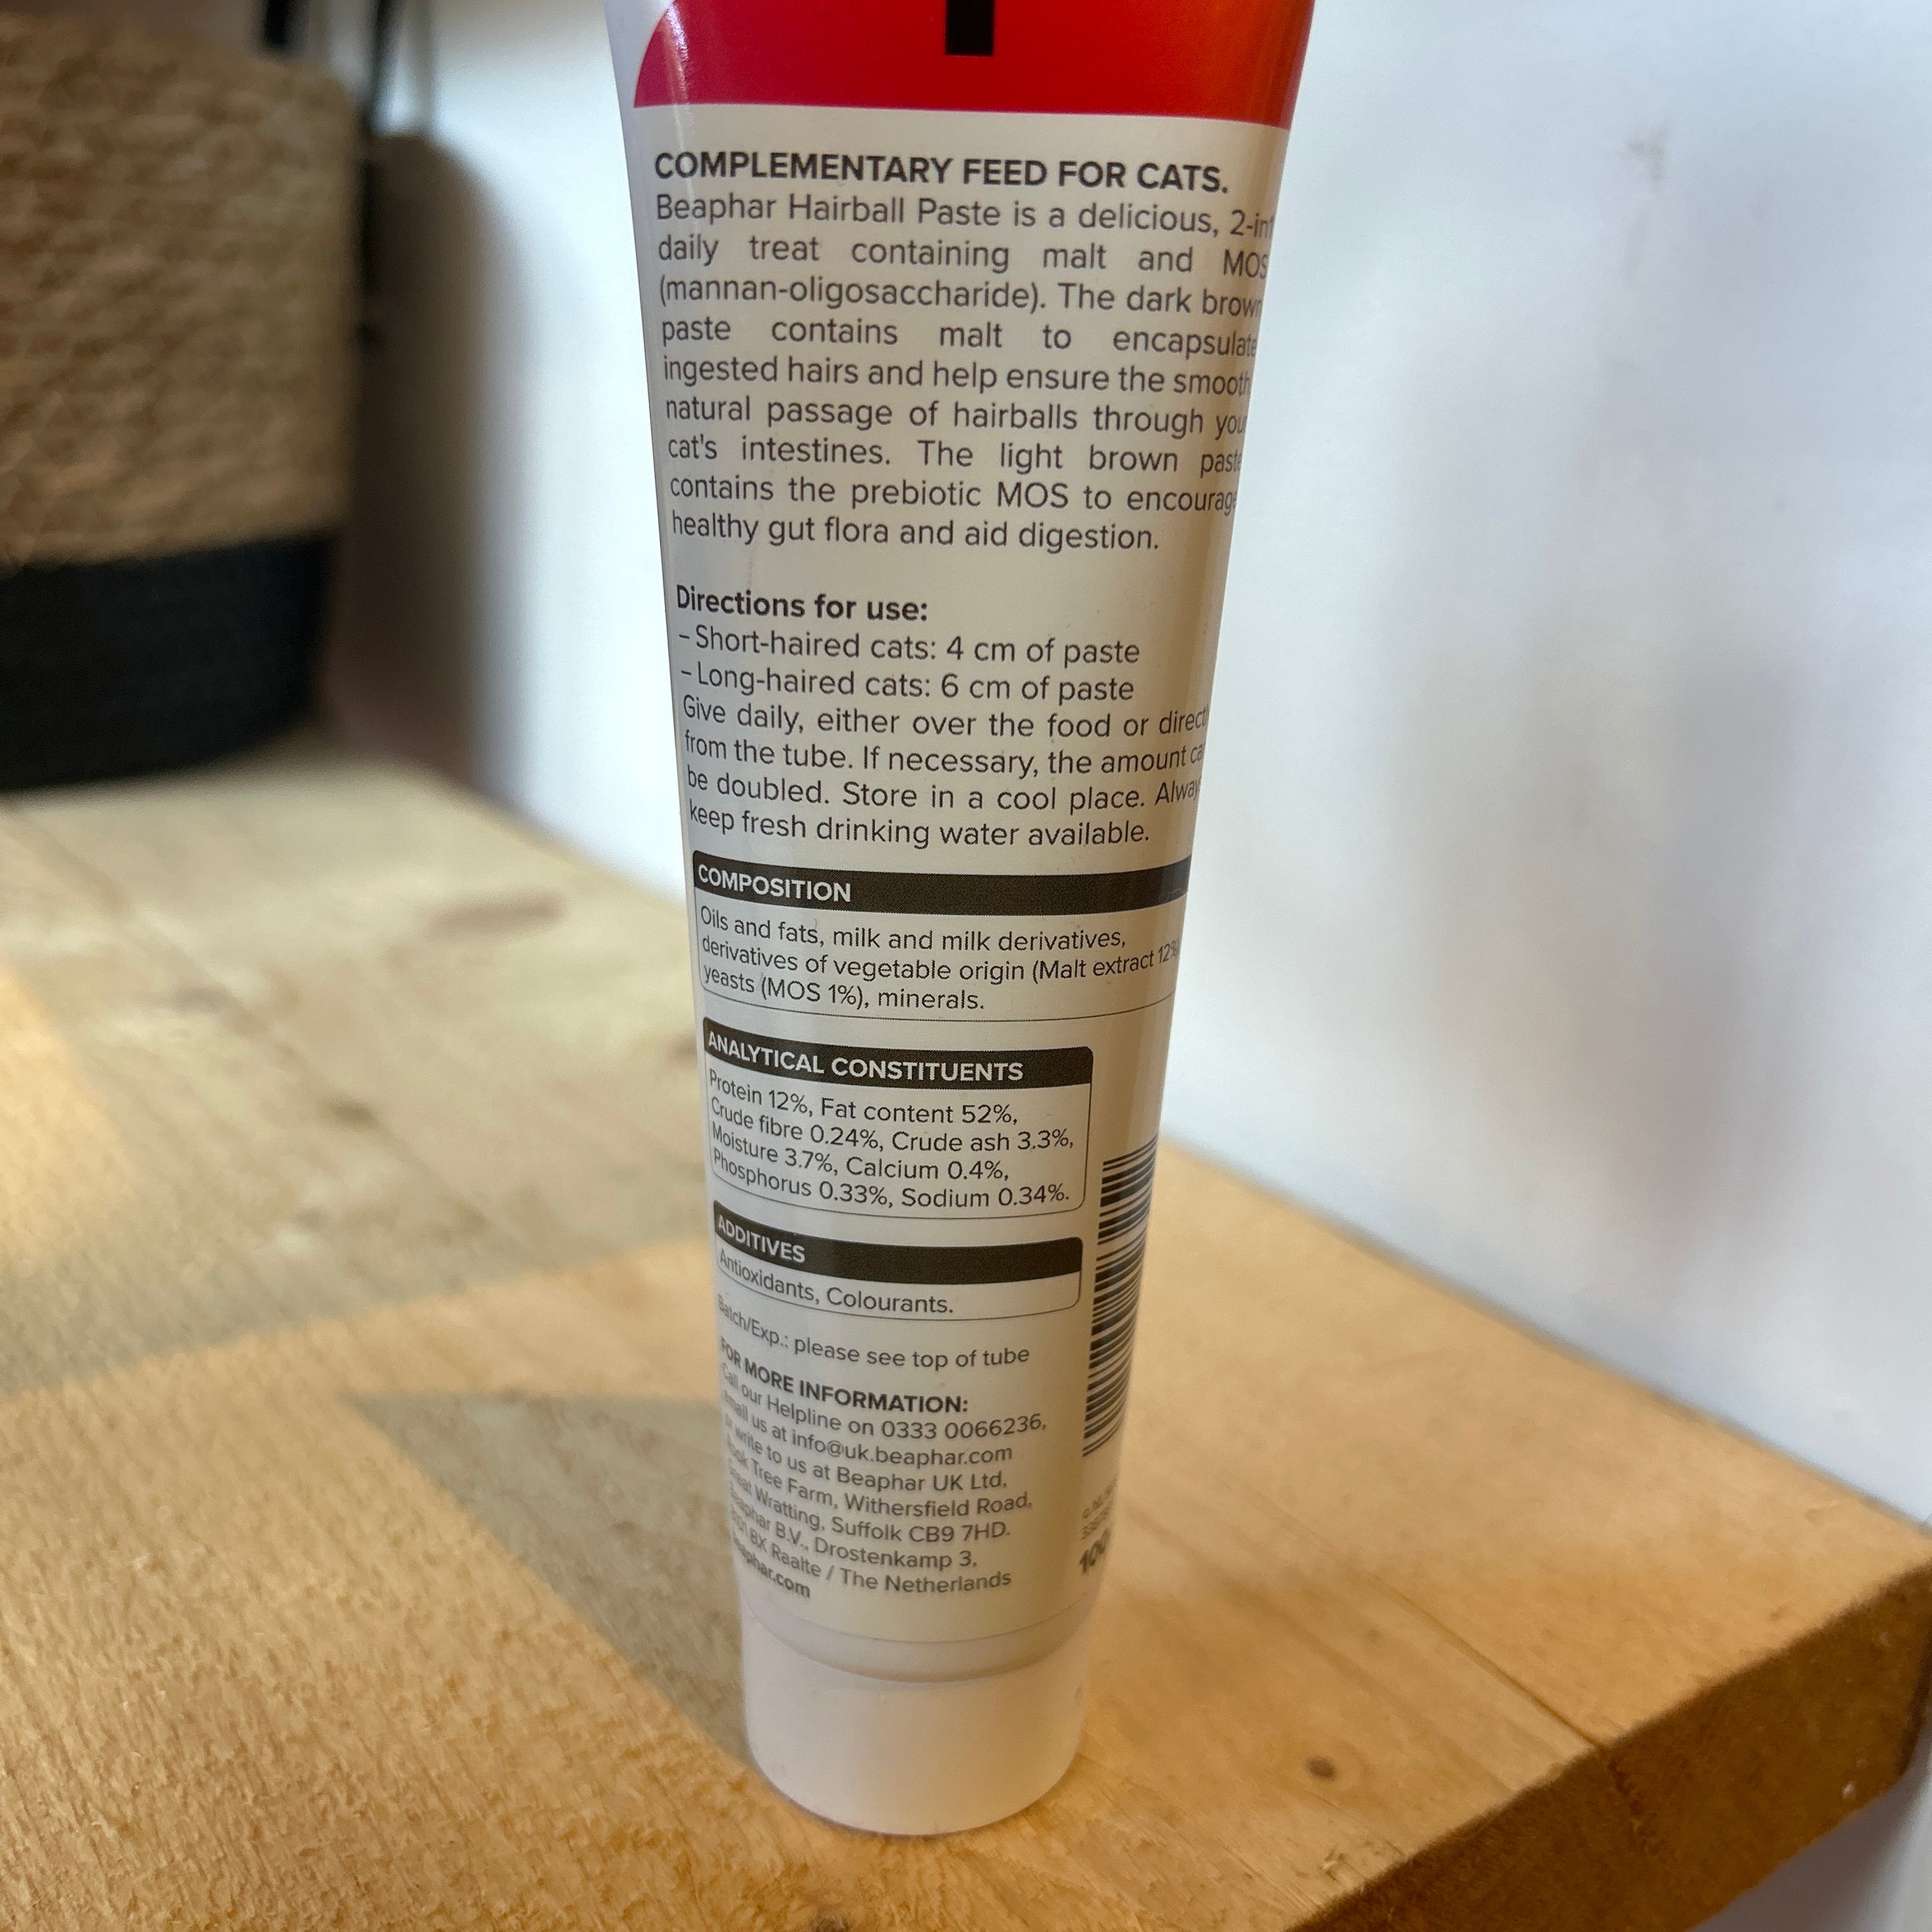 COMPLEMENTARY FEED FOR CATS.
Beaphar Hairball Paste is a delicious, 2-in
daily treat containing malt and MOS
(mannan-oligosaccharide). The dark brown
paste contains malt to encapsulate
ingested hairs and help ensure the smooth
natural passage of hairballs through you
cat's intestines. The light brown paste
contains the prebiotic MOS to encourage
healthy gut flora and aid digestion.
Directions for use:
– Short-haired cats: 4 cm of paste
– Long-haired cats: 6 cm of paste
Give daily, either over the food or direct
from the tube. If necessary, the amount ca
be doubled. Store in a cool place. Alway
keep fresh drinking water available.
COMPOSITION
Oils and fats, milk and milk derivatives,
derivatives of vegetable origin (Malt extract 12%
yeasts (MOS 1%), minerals.
ANALYTICAL CONSTITUENTS
Protein 12%, Fat content 52%,
Crude fibre 0.24%, Crude ash 3.3%,
Moisture 3.7%, Calcium 0.4%,
Phosphorus 0.33%, Sodium 0.34%.
ADDITIVES
Antioxidants, Colourants.
Batch/Exp.: please see top of tube
FOR MORE INFORMATION:
Call our Helpline on 0333 0066236,
email us at info@uk.beaphar.com
or write to us at Beaphar UK Ltd,
Tree Farm, Withersfield Road,
Great Wratting, Suffolk CB9 7HD.
Beaphar B.V., Drostenkamp 3,
BX Raalte / The Netherlands
beaphar.com